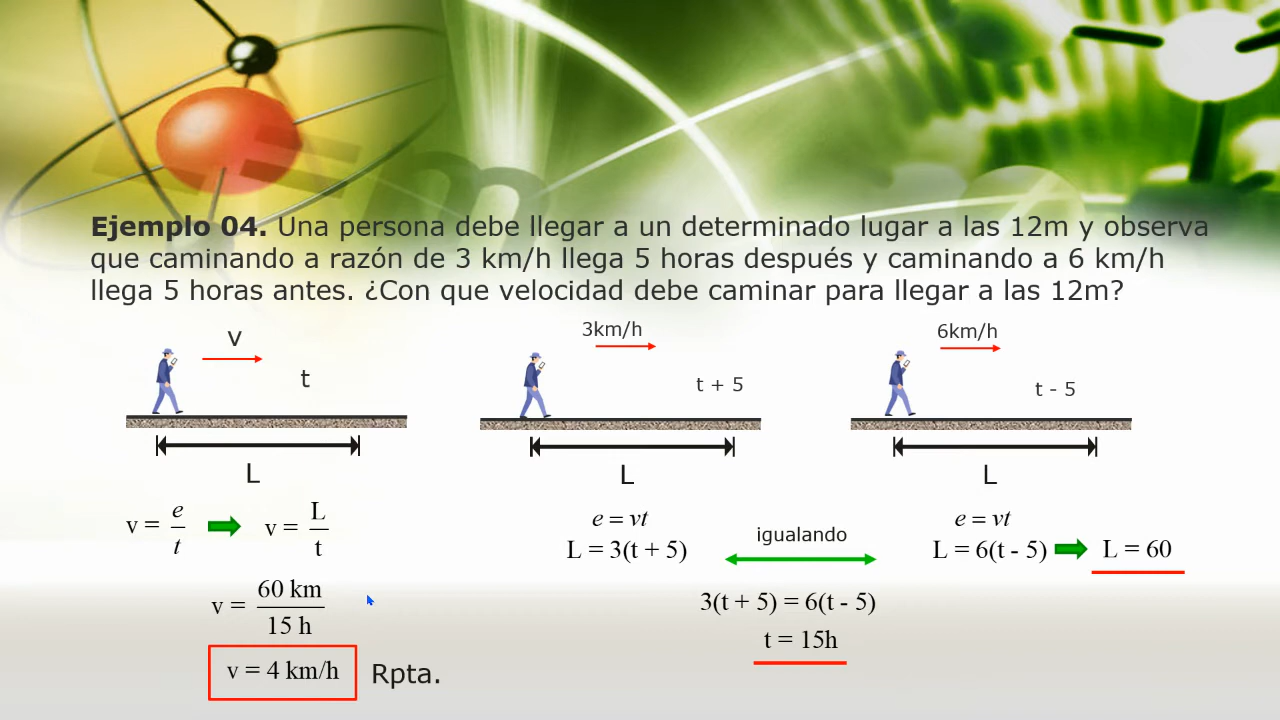 Ejemplo 04. Una persona debe llegar a un determinado lugar a las 12m y observa
que caminando a razón de 3 km/h llega 5 horas después y caminando a 6 km/h
llega 5 horas antes. ¿Con que velocidad debe caminar para llegar a las 12m?
v
t
L
v = e/t
v = L/t
v = 60 km/15 h
v = 4 km/h
Rpta.
3km/h
t + 5
L
e = vt
L = 3(t + 5)
igualando
3(t + 5) = 6(t - 5)
t = 15h
6km/h
t - 5
L
e = vt
L = 6(t - 5)
L = 60